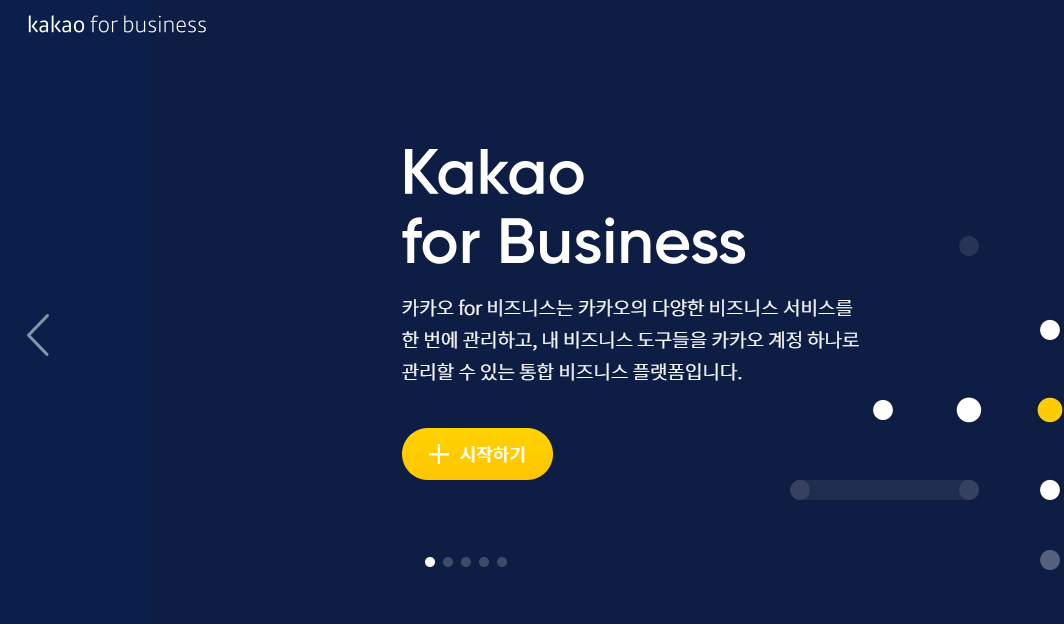 kakao for business
Kakao
for Business
카카오 for 비즈니스는 카카오의 다양한 비즈니스 서비스를
한 번에 관리하고, 내 비즈니스 도구들을 카카오 계정 하나로
관리할 수 있는 통합 비즈니스 플랫폼입니다.
시작하기